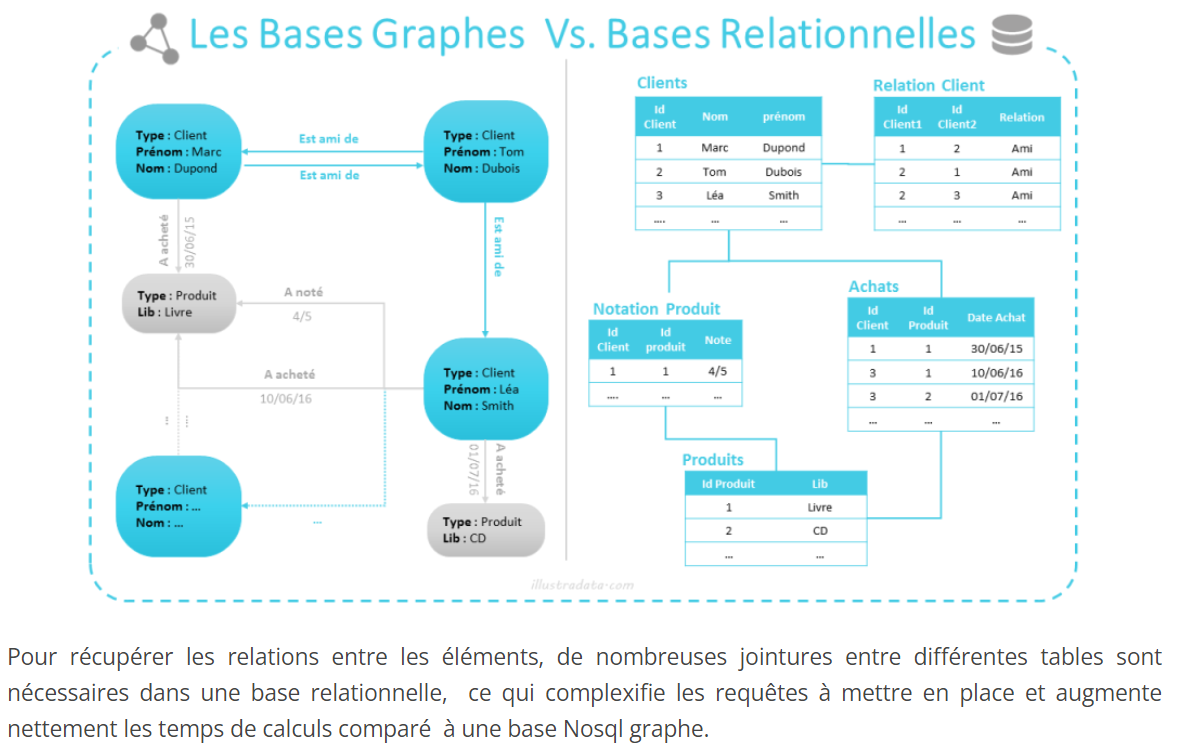 Les Bases Graphes Vs. Bases Relationnelles
Type : Client
Prénom : Marc
Nom : Dupond
Est ami de
Est ami de
Type : Client
Prénom : Tom
Nom : Dubois
A acheté
30/06/15
Est ami de
Type : Produit
Lib : Livre
A noté
4/5
A acheté
10/06/16
Type : Client
Prénom : Léa
Nom : Smith
...
...
A acheté
01/07/16
Type : Client
Prénom : ...
Nom : ...
...
Type : Produit
Lib : CD
Clients
Id Client Nom prénom
1 Marc Dupond
2 Tom Dubois
3 Léa Smith
.... ... ...
Relation Client
Id Client1 Id Client2 Relation
1 2 Ami
2 1 Ami
2 3 Ami
... ... ...
Notation Produit
Id Client Id produit Note
1 1 4/5
.... ... ...
Achats
Id Client Id Produit Date Achat
1 1 30/06/15
3 1 10/06/16
3 2 01/07/16
... ... ...
Produits
Id Produit Lib
1 Livre
2 CD
... ...
illustradata-com
Pour récupérer les relations entre les éléments, de nombreuses jointures entre différentes tables sont
nécessaires dans une base relationnelle, ce qui complexifie les requêtes à mettre en place et augmente
nettement les temps de calculs comparé à une base Nosql graphe.